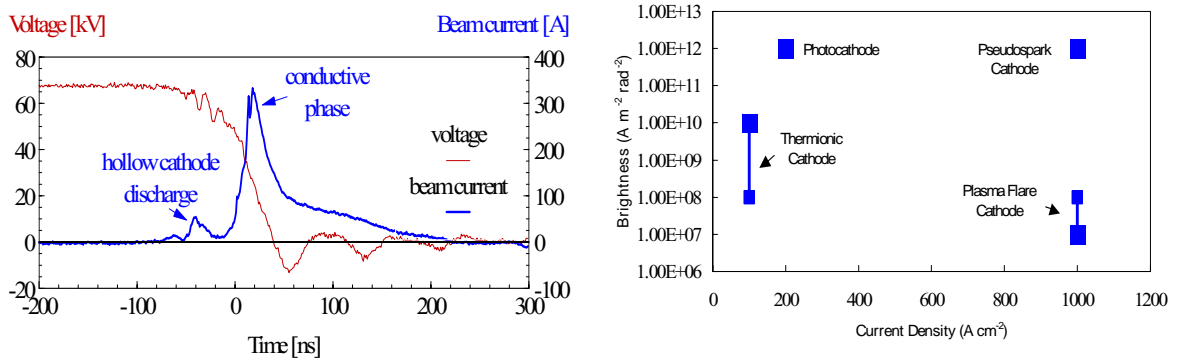 Voltage [kV]
Beam current [A]
80
60
40
20
0
-20
400
300
200
100
0
-100
conductive
phase
hollow cathode
discharge
voltage
beam current
-200
-100
0
100
200
300
Time [ns]
1.00E+13
1.00E+12
1.00E+11
1.00E+10
1.00E+09
1.00E+08
1.00E+07
1.00E+06
Brightness (A m-2 rad-2)
Photocathode
Pseudospark
Cathode
Thermionic
Cathode
Plasma Flare
Cathode
0
200
400
600
800
1000
1200
Current Density (A cm-2)